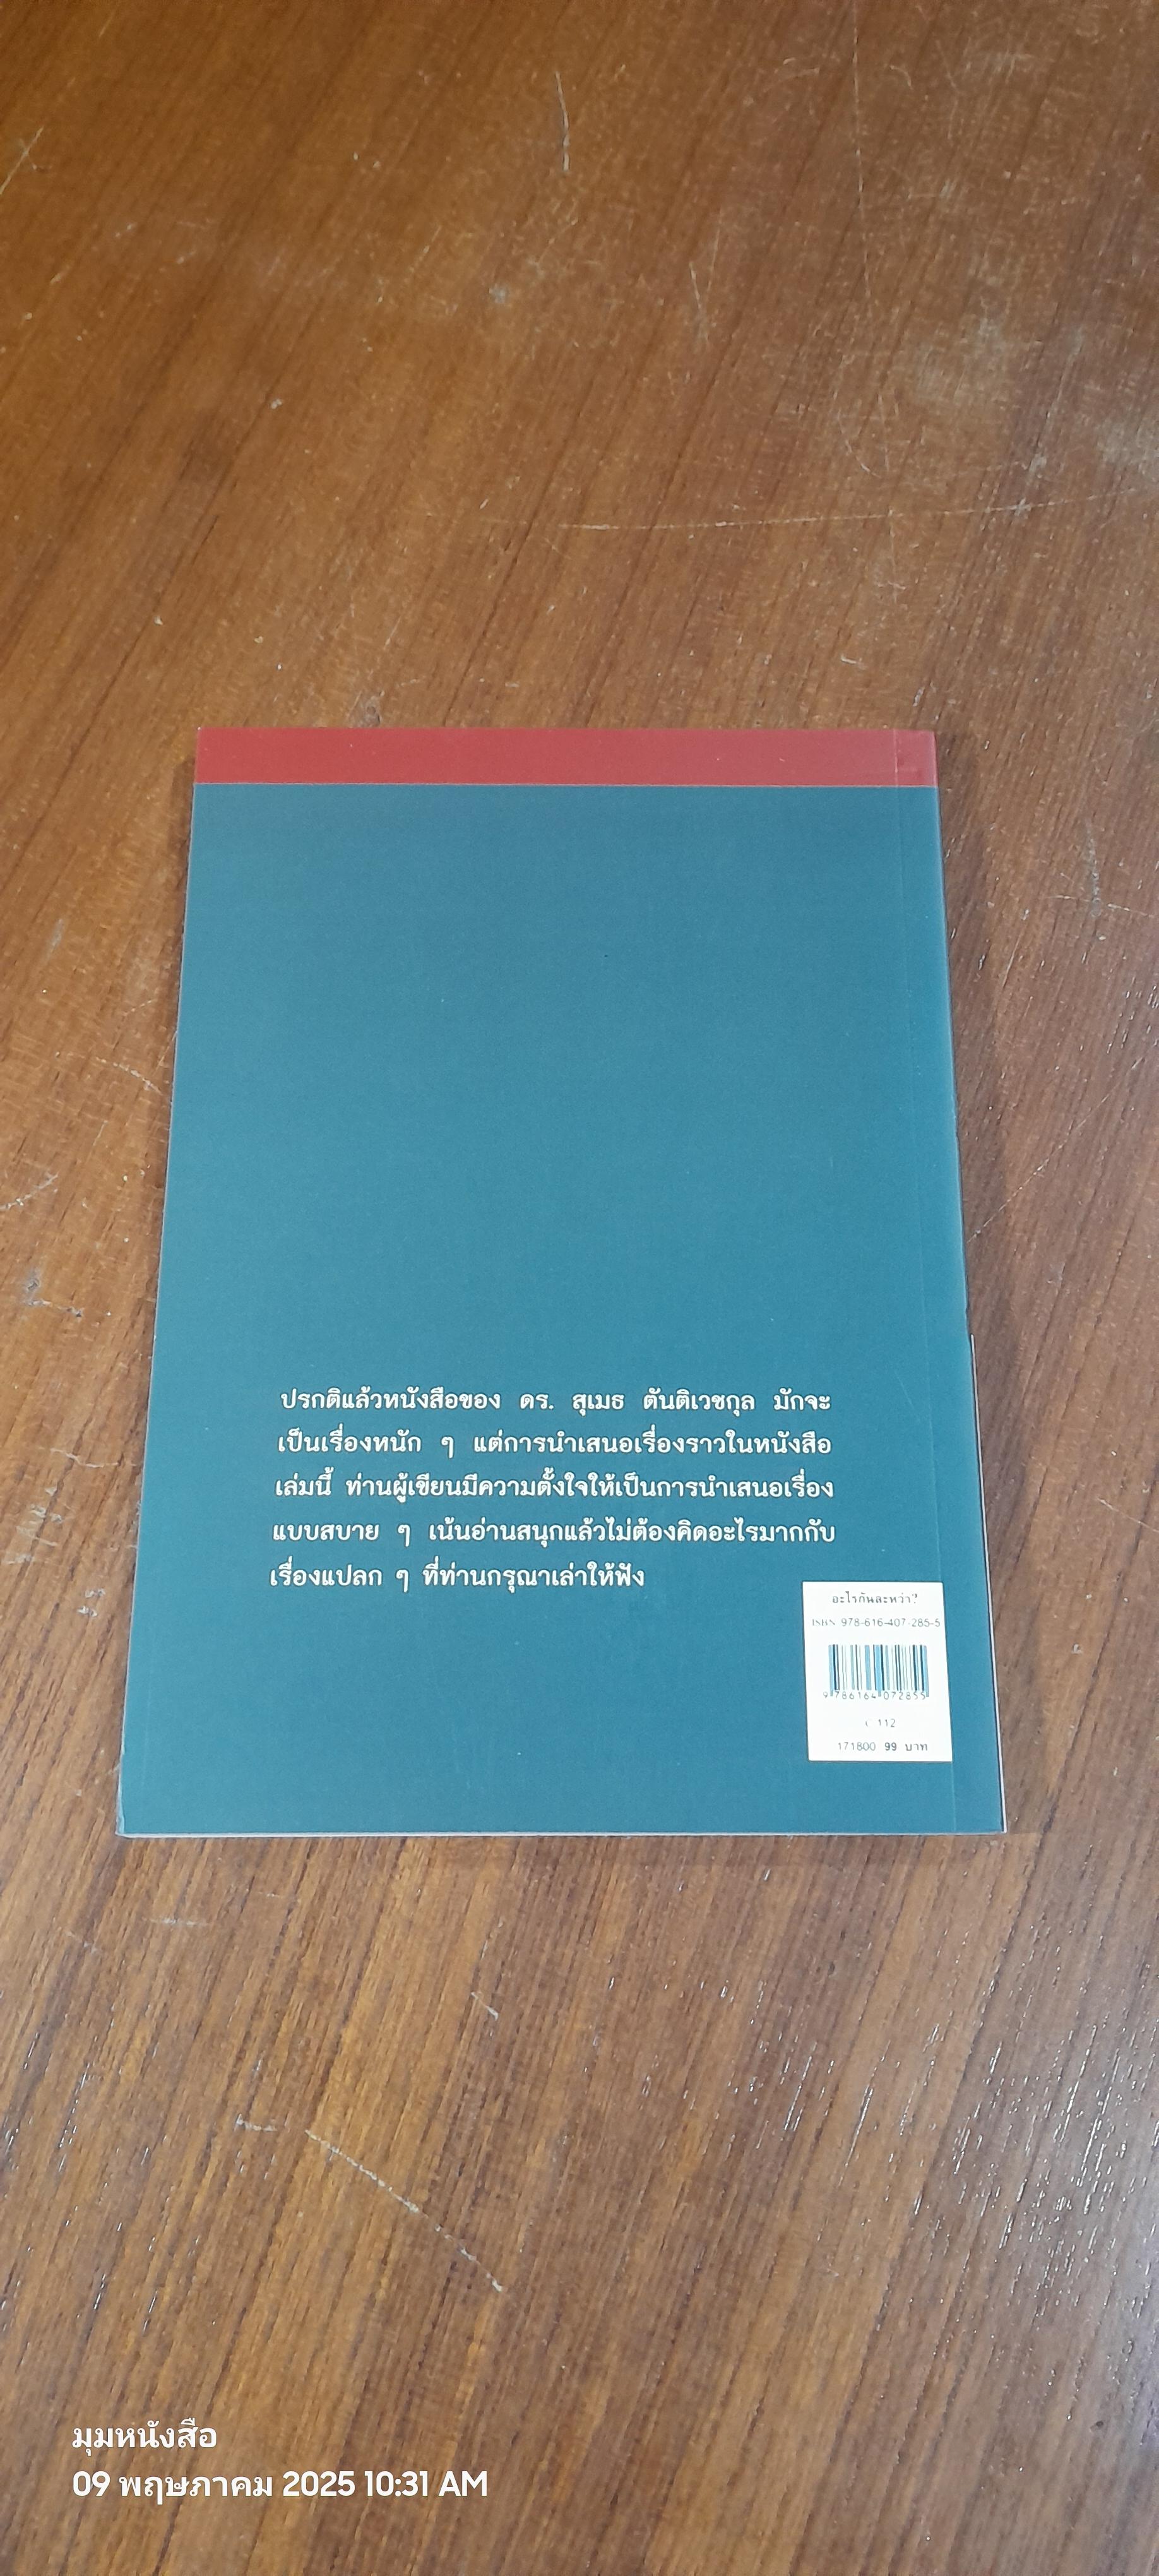 ปรกติแล้วหนังสือของ ดร. สุเมธ ตันติเวชกุล มักจะ
เป็นเรื่องหนัก ๆ แต่การนำเสนอเรื่องราวในหนังสือ
เล่มนี้ ท่านผู้เขียนมีความตั้งใจให้เป็นการนำเสนอเรื่อง
แบบสบาย ๆ เน้นอ่านสนุกแล้วไม่ต้องคิดอะไรมากกับ
เรื่องแปลก ๆ ที่ท่านกรุณาเล่าให้ฟัง
อะไรกันละหว่า?
ISBN 978-616-407-285-5
9 786164 072855
112
171800 99 บาท
มุมหนังสือ
09 พฤษภาคม 2025 10:31 AM